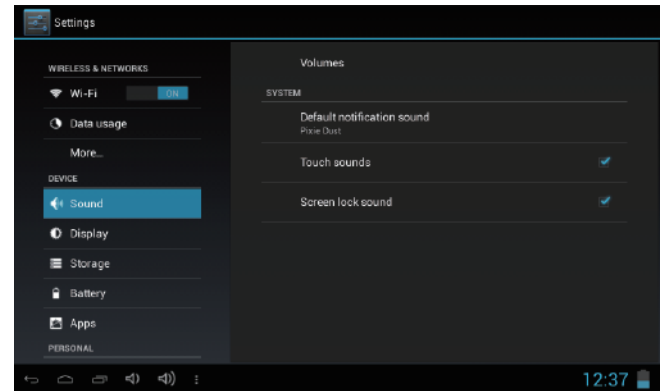 Settings
WIRELESS & NETWORKS
Wi-Fi ON
Data usage
More...
DEVICE
Sound
Display
Storage
Battery
Apps
PERSONAL
Volumes
SYSTEM
Default notification sound
Pixie Dust
Touch sounds
Screen lock sound
12:37